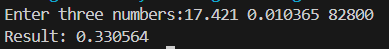 Enter three numbers:17.421 0.010365 82800
Result: 0.330564